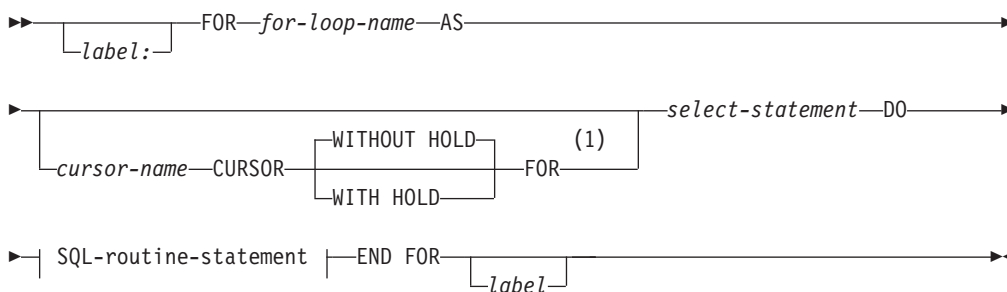 FOR for-loop-name AS
label:
select-statement DO
WITHOUT HOLD (1)
cursor-name CURSOR FOR
WITH HOLD
SQL-routine-statement END FOR
label